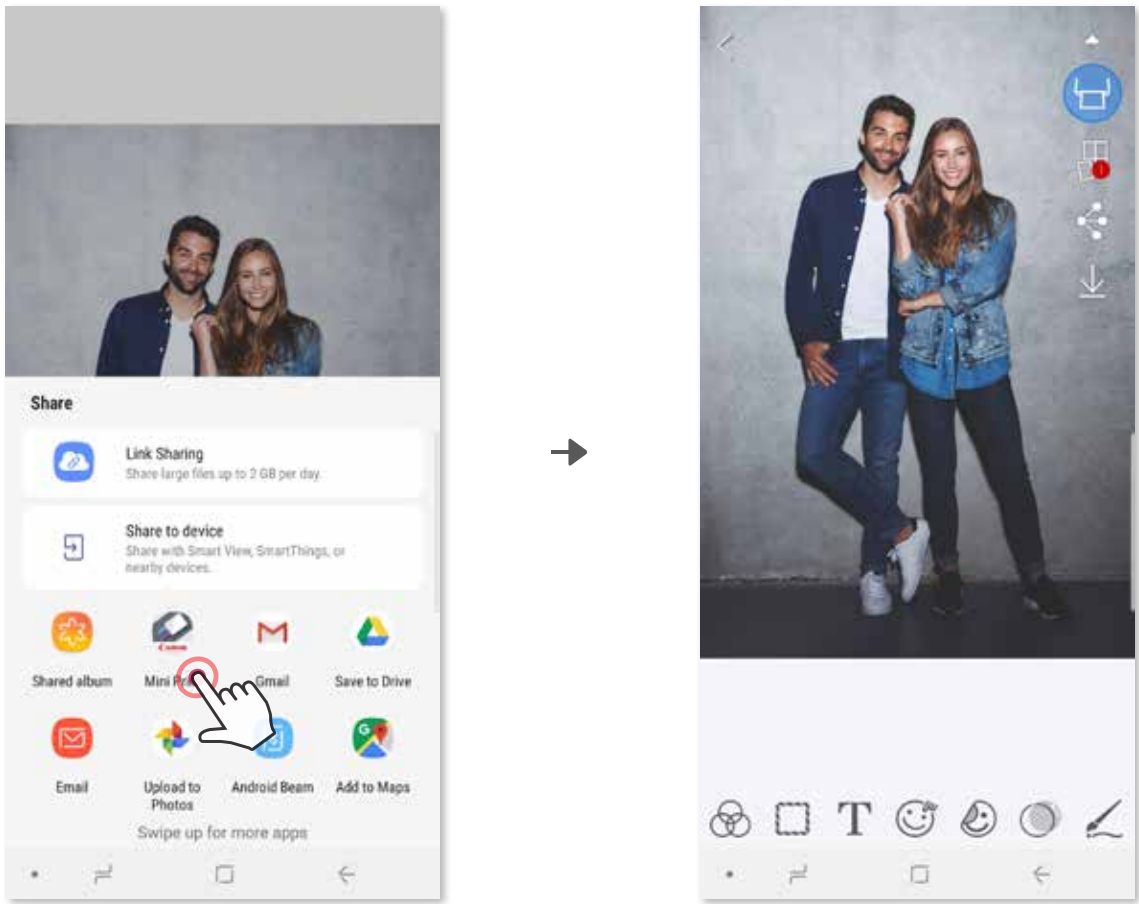 Share
Link Sharing
Share large files up to 2 GB per day.
Share to device
Share with Smart View, SmartThings, or
nearby devices.
Canon
Shared album Mini Gmail Save to Drive
G
Email Upload to Photos Android Beam Add to Maps
Swipe up for more apps
T